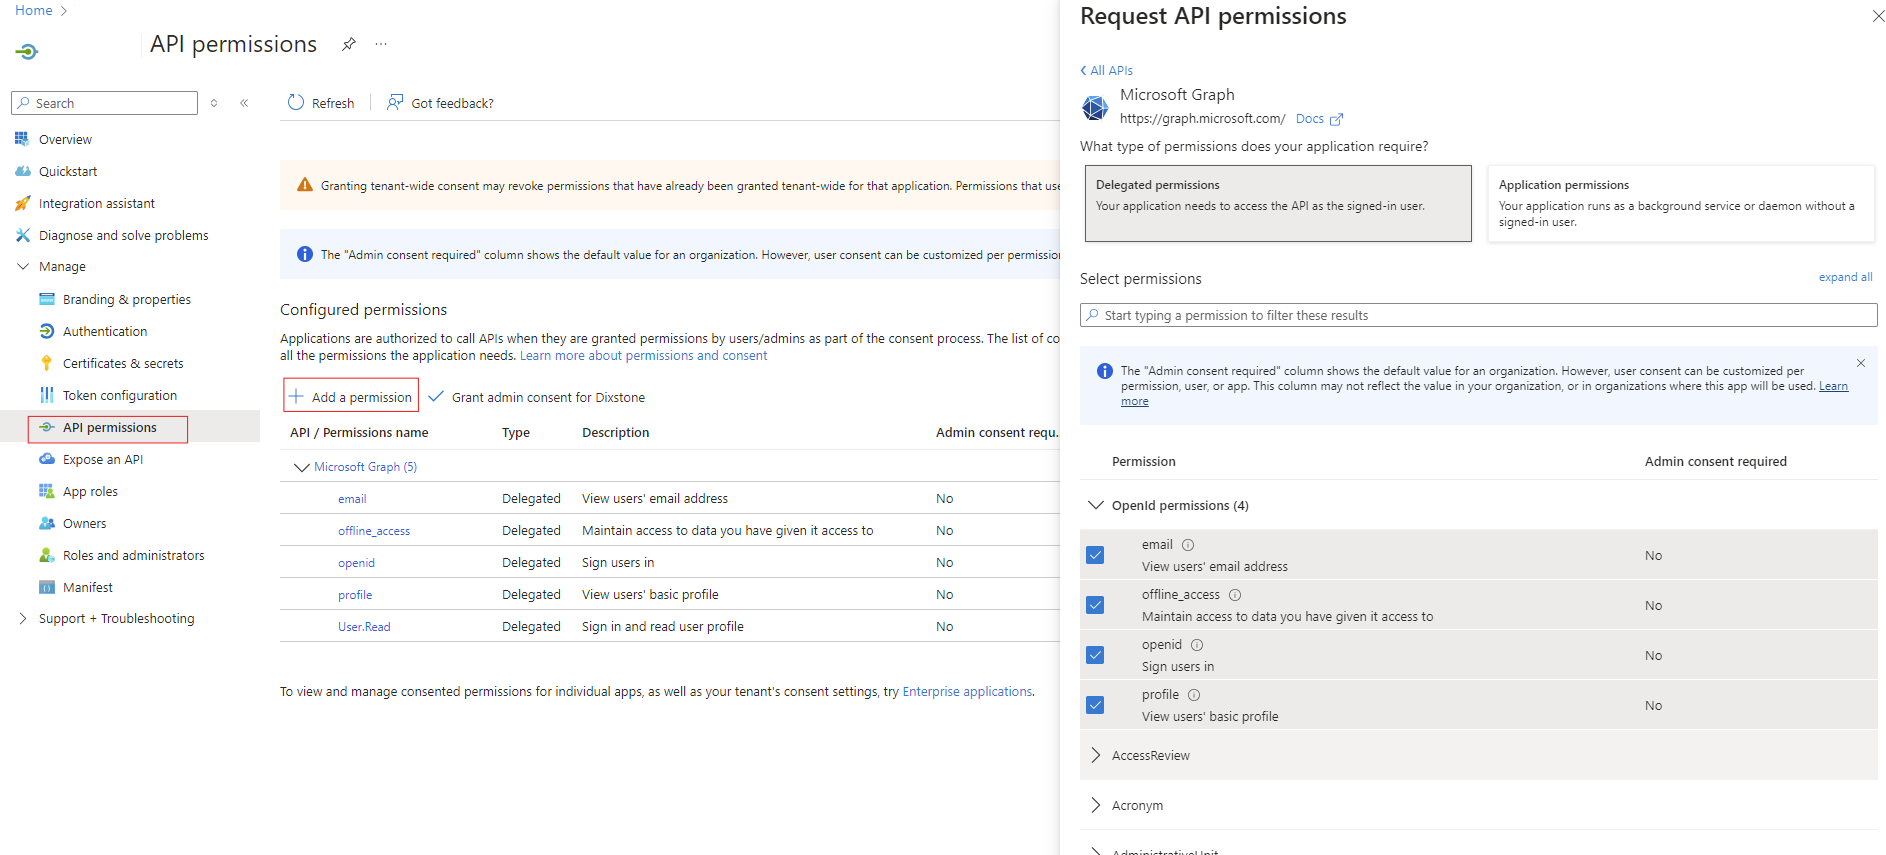 Home
API permissions
Search
Refresh
Got feedback?
Overview
Quickstart
Integration assistant
Diagnose and solve problems
Manage
Branding & properties
Authentication
Certificates & secrets
Token configuration
API permissions
Expose an API
App roles
Owners
Roles and administrators
Manifest
Support + Troubleshooting
Granting tenant-wide consent may revoke permissions that have already been granted tenant-wide for that application. Permissions that use
The "Admin consent required" column shows the default value for an organization. However, user consent can be customized per permission
Configured permissions
Applications are authorized to call APIs when they are granted permissions by users/admins as part of the consent process. The list of co
all the permissions the application needs. Learn more about permissions and consent
Add a permission
Grant admin consent for Dixstone
API / Permissions name Type Description Admin consent requ.
Microsoft Graph (5)
email Delegated View users' email address No
offline_access Delegated Maintain access to data you have given it access to No
openid Delegated Sign users in No
profile Delegated View users' basic profile No
User.Read Delegated Sign in and read user profile No
To view and manage consented permissions for individual apps, as well as your tenant's consent settings, try Enterprise applications.
Request API permissions
All APIs
Microsoft Graph
https://graph.microsoft.com/ Docs
What type of permissions does your application require?
Delegated permissions
Your application needs to access the API as the signed-in user.
Application permissions
Your application runs as a background service or daemon without a
signed-in user.
Select permissions
expand all
Start typing a permission to filter these results
The "Admin consent required" column shows the default value for an organization. However, user consent can be customized per
permission, user, or app. This column may not reflect the value in your organization, or in organizations where this app will be used. Learn
more
Permission Admin consent required
OpenId permissions (4)
email
View users' email address
No
offline_access
Maintain access to data you have given it access to
No
openid
Sign users in
No
profile
View users' basic profile
No
AccessReview
Acronym
AdministrativeUnit